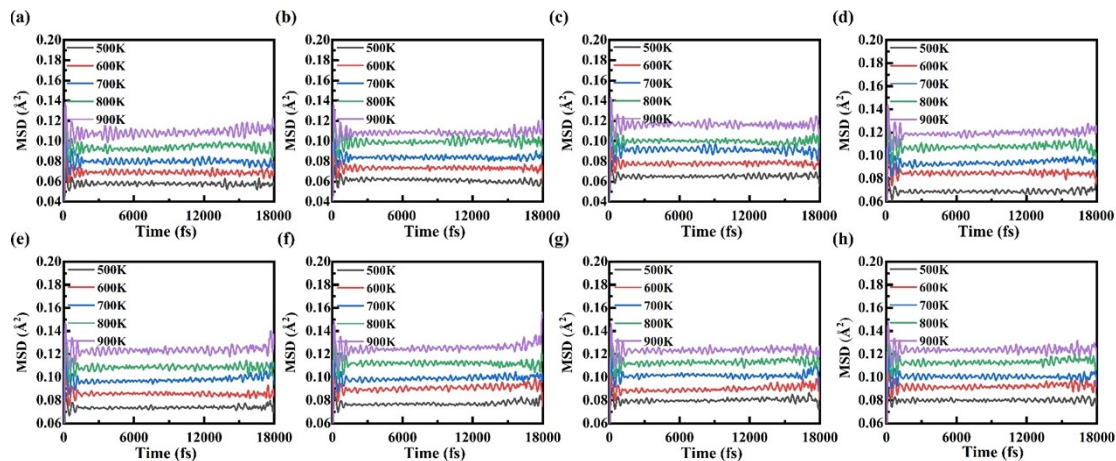 (a)
MSD (Å²)
0.20
0.18
0.16
0.14
0.12
0.10
0.08
0.06
0.04
500K
600K
700K
800K
900K
0 6000 12000 18000
Time (fs)
(b)
MSD (Å²)
0.20
0.18
0.16
0.14
0.12
0.10
0.08
0.06
0.04
500K
600K
700K
800K
900K
0 6000 12000 18000
Time (fs)
(c)
MSD (Å²)
0.20
0.18
0.16
0.14
0.12
0.10
0.08
0.06
0.04
500K
600K
700K
800K
900K
0 6000 12000 18000
Time (fs)
(d)
MSD (Å²)
0.20
0.18
0.16
0.14
0.12
0.10
0.08
0.06
500K
600K
700K
800K
900K
0 6000 12000 18000
Time (fs)
(e)
MSD (Å²)
0.20
0.18
0.16
0.14
0.12
0.10
0.08
0.06
500K
600K
700K
800K
900K
0 6000 12000 18000
Time (fs)
(f)
MSD (Å²)
0.20
0.18
0.16
0.14
0.12
0.10
0.08
0.06
500K
600K
700K
800K
900K
0 6000 12000 18000
Time (fs)
(g)
MSD (Å²)
0.20
0.18
0.16
0.14
0.12
0.10
0.08
0.06
500K
600K
700K
800K
900K
0 6000 12000 18000
Time (fs)
(h)
MSD (Å²)
0.20
0.18
0.16
0.14
0.12
0.10
0.08
0.06
500K
600K
700K
800K
900K
0 6000 12000 18000
Time (fs)